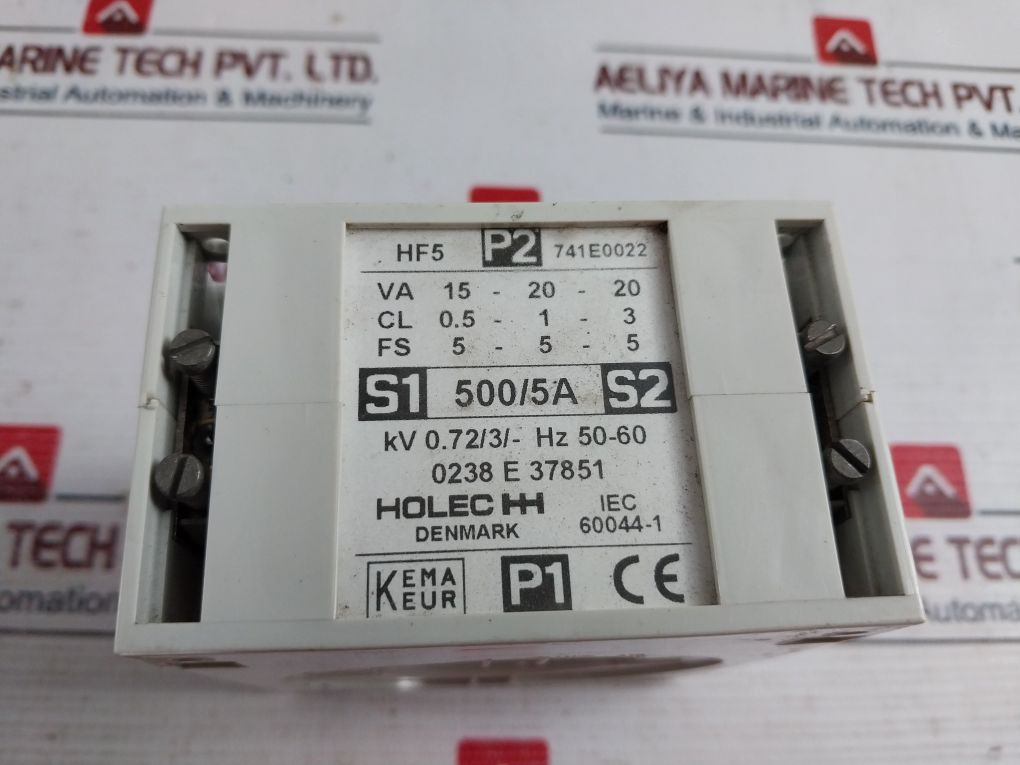 ARINE TECH PVT. LTD.
strial Automation & Machinery
AELIYA MARINE TECH PVT.
Marine & Industrial Automation & Ma
HF5 P2 741E0022
VA 15 - 20 - 20
CL 0.5 - 1 - 3
FS 5 - 5 - 5
S1 500/5A S2
kV 0.72/3/- Hz 50-60
0238 E 37851
HOLEC HH IEC
DENMARK 60044-1
KEMA KEUR P1 CE
TECH
omation
E TECH
Automa